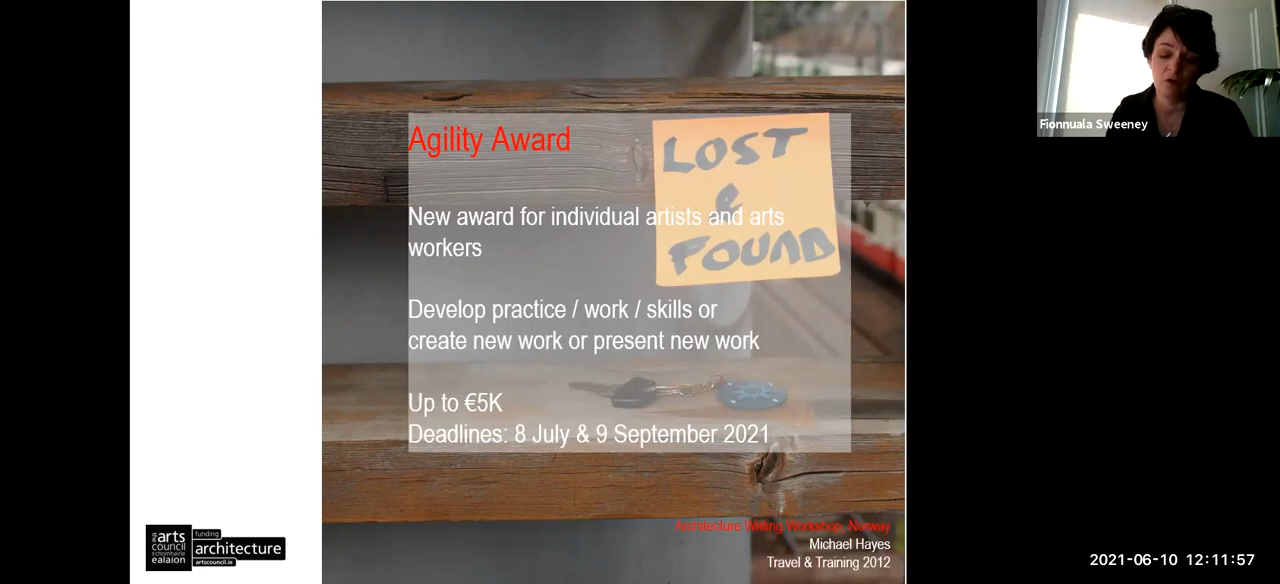 Agility Award
LOST
&
FOUND
New award for individual artists and arts
workers
Develop practice / work / skills or
create new work or present new work
Up to €5K
Deadlines: 8 July & 9 September 2021
Architecture Writing Workshop, Norway
Michael Hayes
Travel & Training 2012
arts
council
ealaíon
funding
architecture
artscouncil.ie
Fionnuala Sweeney
2021-06-10 12:11:57